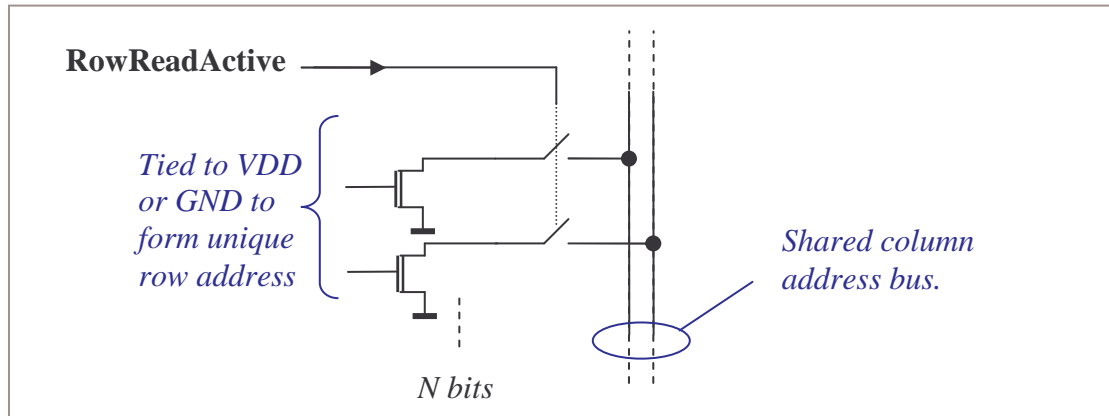 RowReadActive
Tied to VDD
or GND to
form unique
row address
Shared column
address bus.
N bits